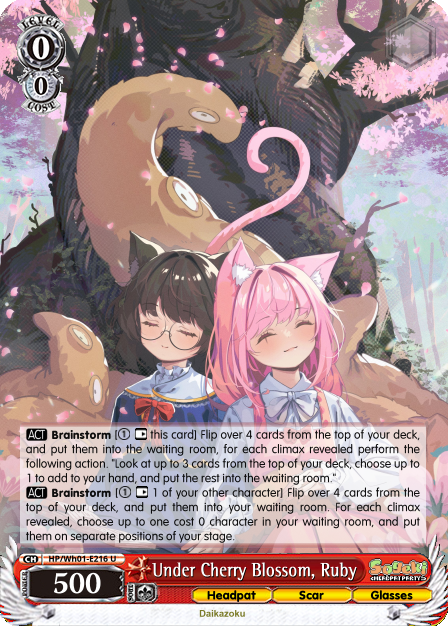 LEVEL
0
0
COST
ACT Brainstorm [① this card] Flip over 4 cards from the top of your deck,
and put them into the waiting room, for each climax revealed perform the
following action. "Look at up to 3 cards from the top of your deck, choose up
to 1 to add to your hand, and put the rest into the waiting room."
ACT Brainstorm [① 1 of your other character] Flip over 4 cards from the
top of your deck, and put them into your waiting room. For each climax
revealed, choose up to one cost 0 character in your waiting room, and put
them on separate positions of your stage.
CH HP/Wh01-E216 U
POWER 500 SOUL Under Cherry Blossom, Ruby
Headpat Scar Glasses
HEADPAT PARTY
Daikazoku